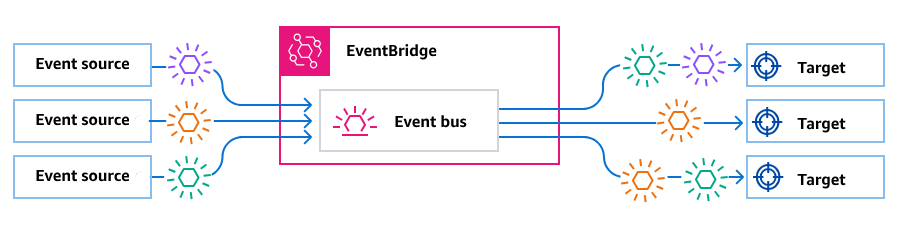 Event source
Event source
Event source
EventBridge
Event bus
Target
Target
Target